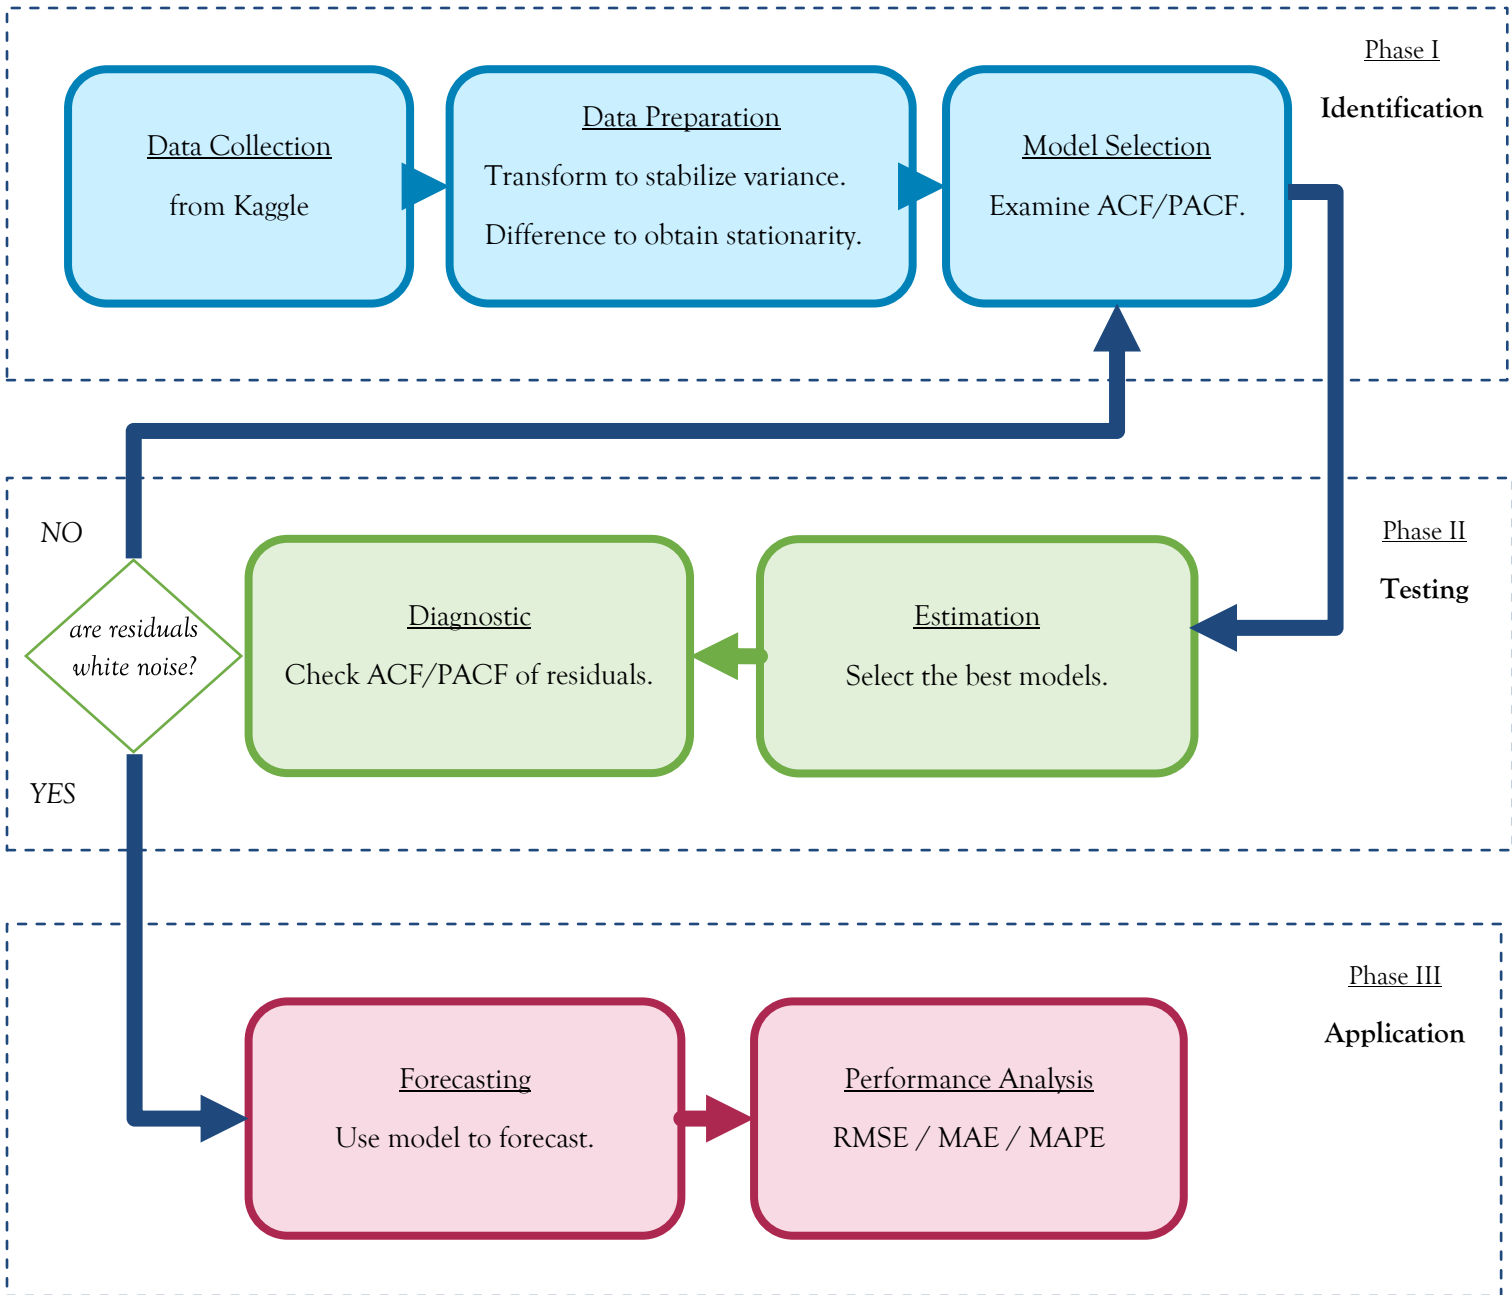 Phase I
Identification
Data Collection
from Kaggle
Data Preparation
Transform to stabilize variance.
Difference to obtain stationarity.
Model Selection
Examine ACF/PACF.
Phase II
Testing
Estimation
Select the best models.
Diagnostic
Check ACF/PACF of residuals.
are residuals
white noise?
NO
YES
Phase III
Application
Forecasting
Use model to forecast.
Performance Analysis
RMSE / MAE / MAPE